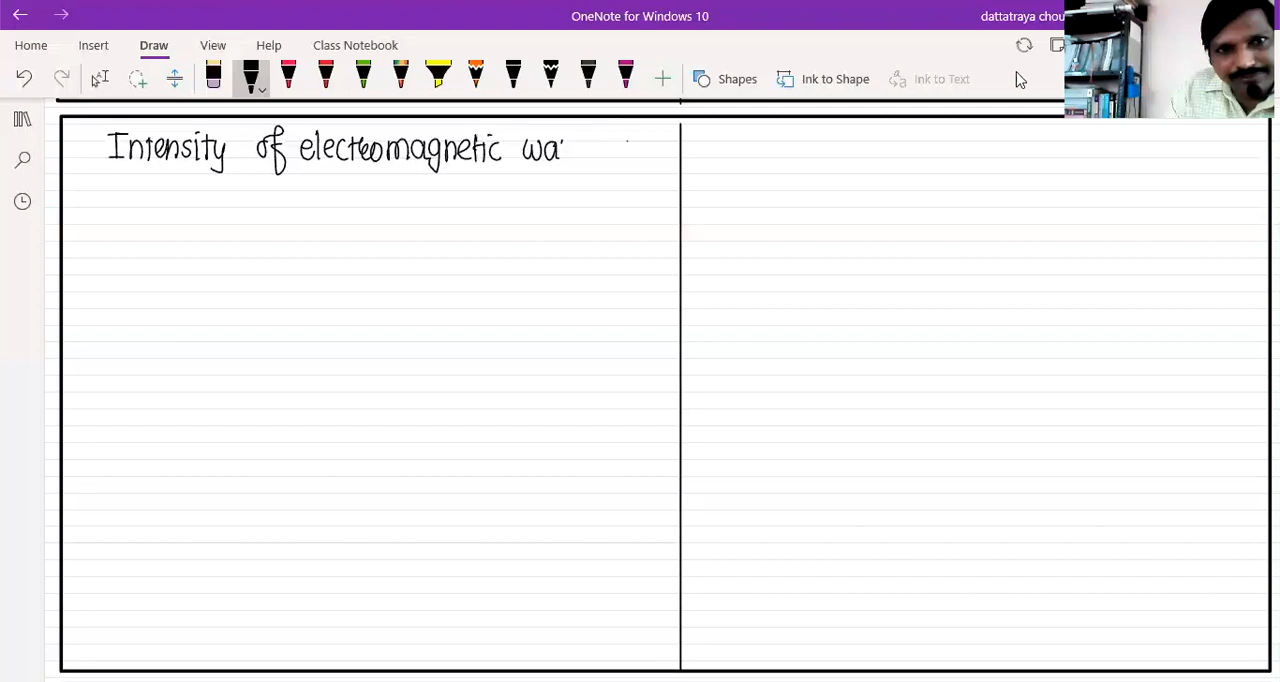 OneNote for Windows 10
dattatraya chou
Home Insert Draw View Help Class Notebook
Shapes Ink to Shape Ink to Text
Intensity of electromagnetic wa